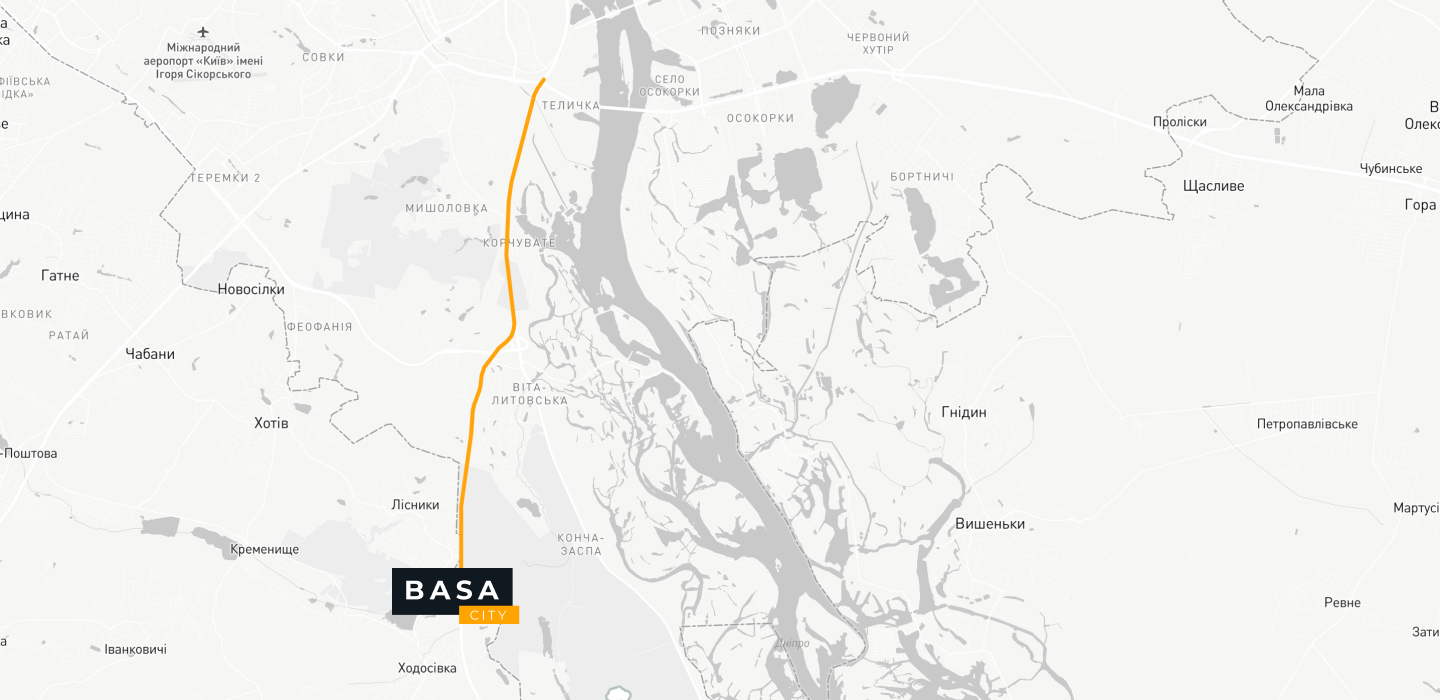 ПОЗНЯКИ
ЧЕРВОНИЙ
ХУТІР
Міжнародний
аеропорт «Київ» імені
Ігоря Сікорського
СОВКИ
СЕЛО
ОСОКОРКИ
Мала
Олександрівка
ТЕЛИЧКА
ОСОКОРКИ
Проліски
Чубинське
ТЕРЕМКИ 2
БОРТНИЧІ
Щасливе
МИШОЛОВКА
Гора
КОРЧУВАТЕ
Гатне
Новосілки
ВКОВИК
ФЕОФАНІЯ
РАТАЙ
Чабани
ВІТА-
ЛИТОВСЬКА
Гнідин
Хотів
Петропавлівське
-Поштова
Лісники
Мартусі
Вишеньки
КОНЧА-
ЗАСПА
Кременище
BASA
CITY
Ревне
Зати
Дніпро
Іванковичі
Ходосівка